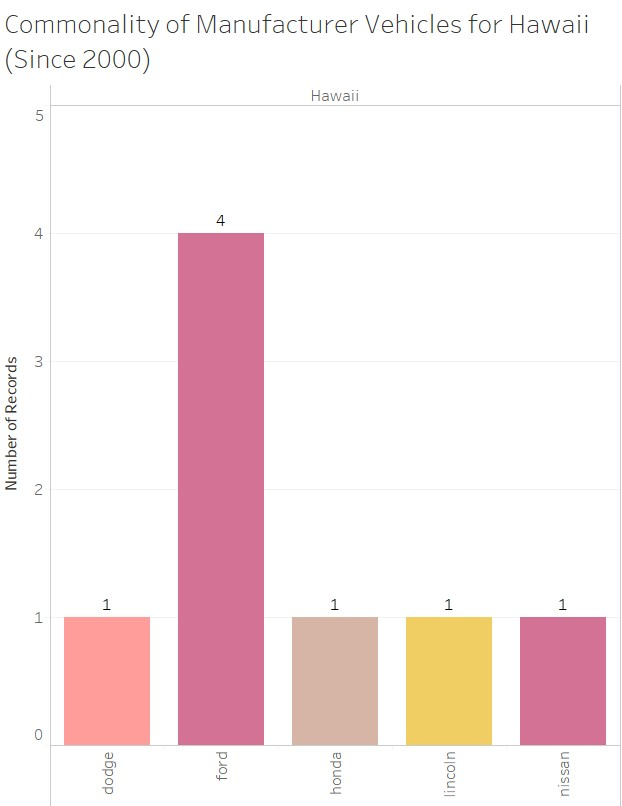 Commonality of Manufacturer Vehicles for Hawaii
(Since 2000)
Hawaii
5
4
3
2
1
0
Number of Records
1
4
1
1
1
dodge
ford
honda
lincoln
nissan